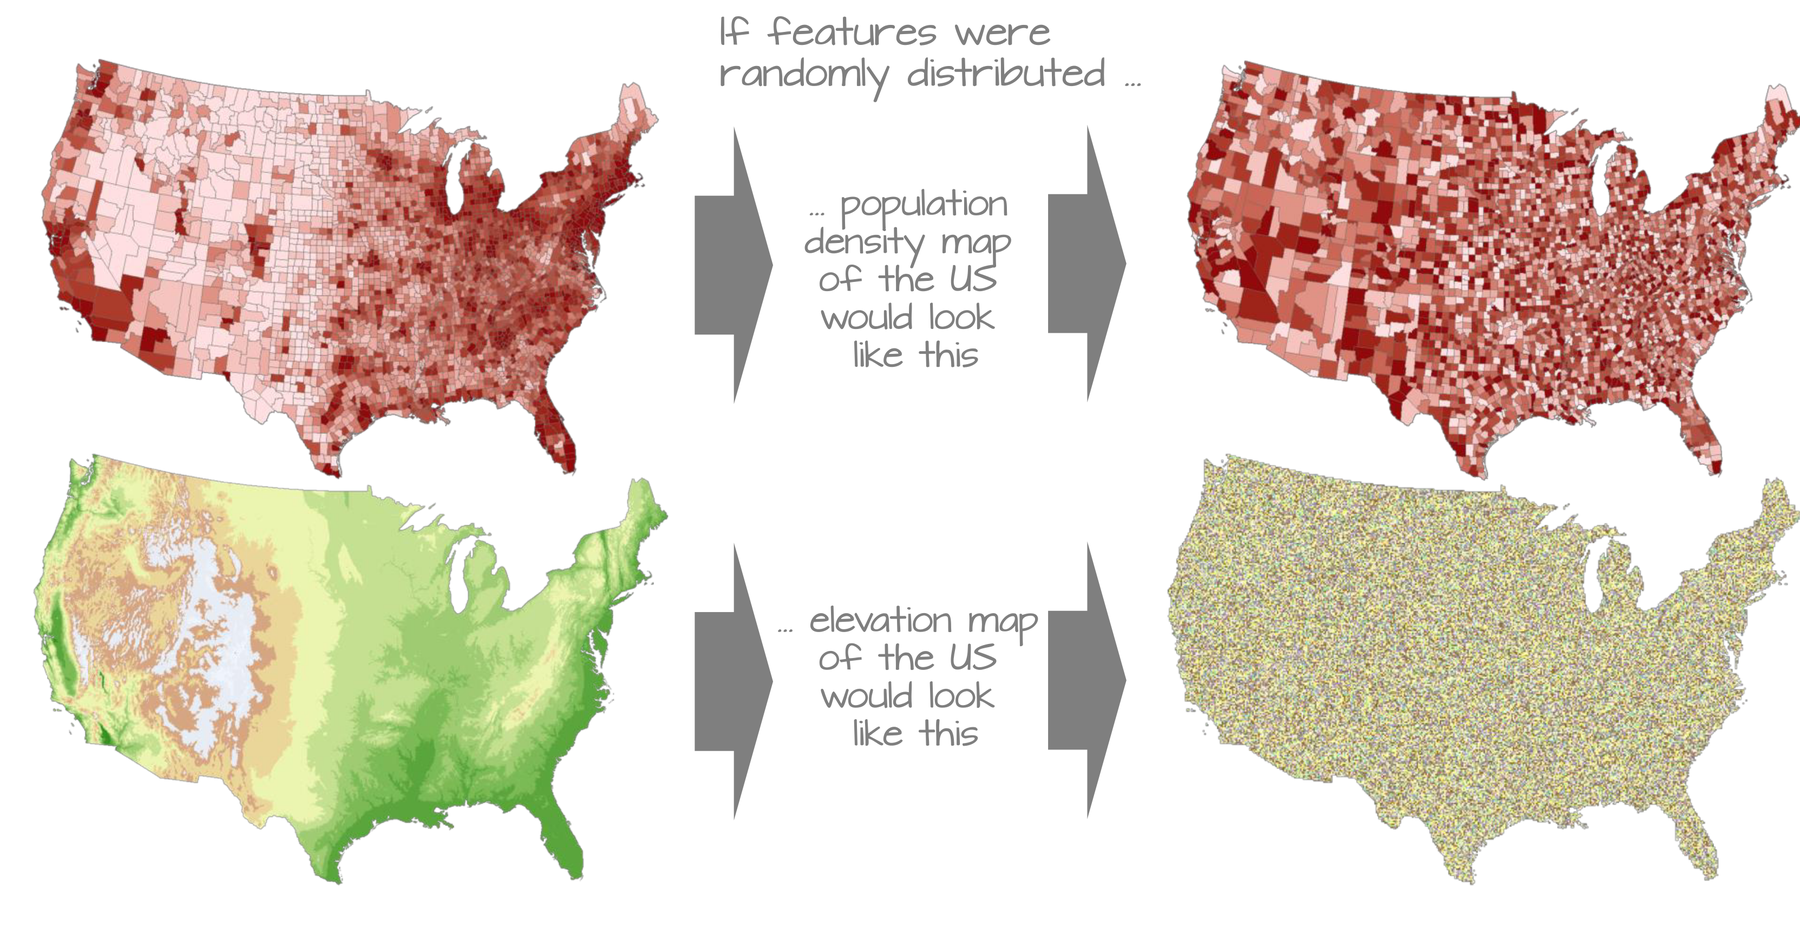 If features were
randomly distributed ...
... population
density map
of the US
would look
like this
... elevation map
of the US
would look
like this